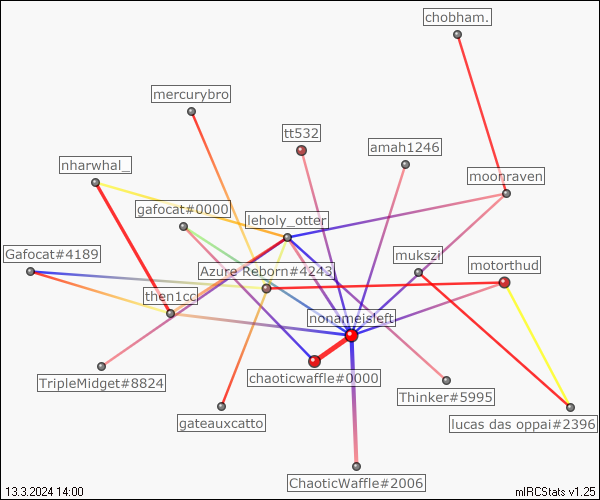 chobham.
mercurybro
tt532
amah1246
nharwhal_
moonraven
gafocat#0000
leholy_otter
Gafocat#4189
mukszi
Azure Reborn#4243
motorthud
then1cc
nonameisleft
TripleMidget#8824
chaoticwaffle#0000
Thinker#5995
gateauxcatto
lucas das oppai#2396
ChaoticWaffle#2006
13.3.2024 14:00
mIRCStats v1.25